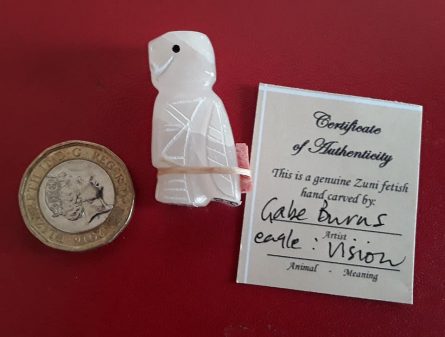 Certificate
of Authenticity
This is a genuine Zuni fetish
hand carved by:
Gabe Burns
Artist
eagle : Vision
Animal - Meaning